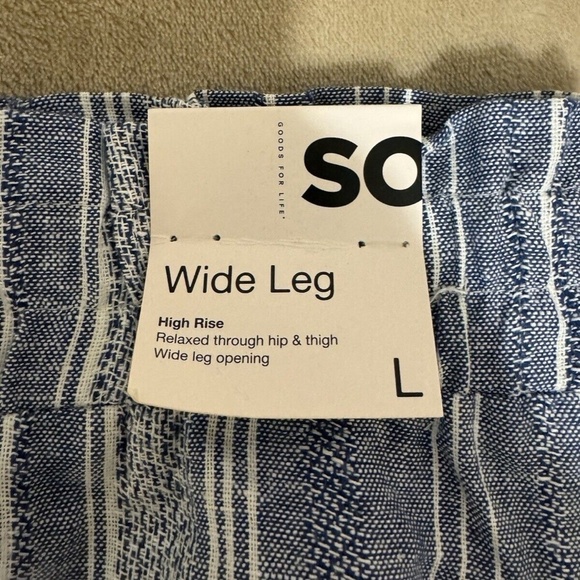 GOODS FOR LIFE
SO
Wide Leg
High Rise
Relaxed through hip & thigh
Wide leg opening
L